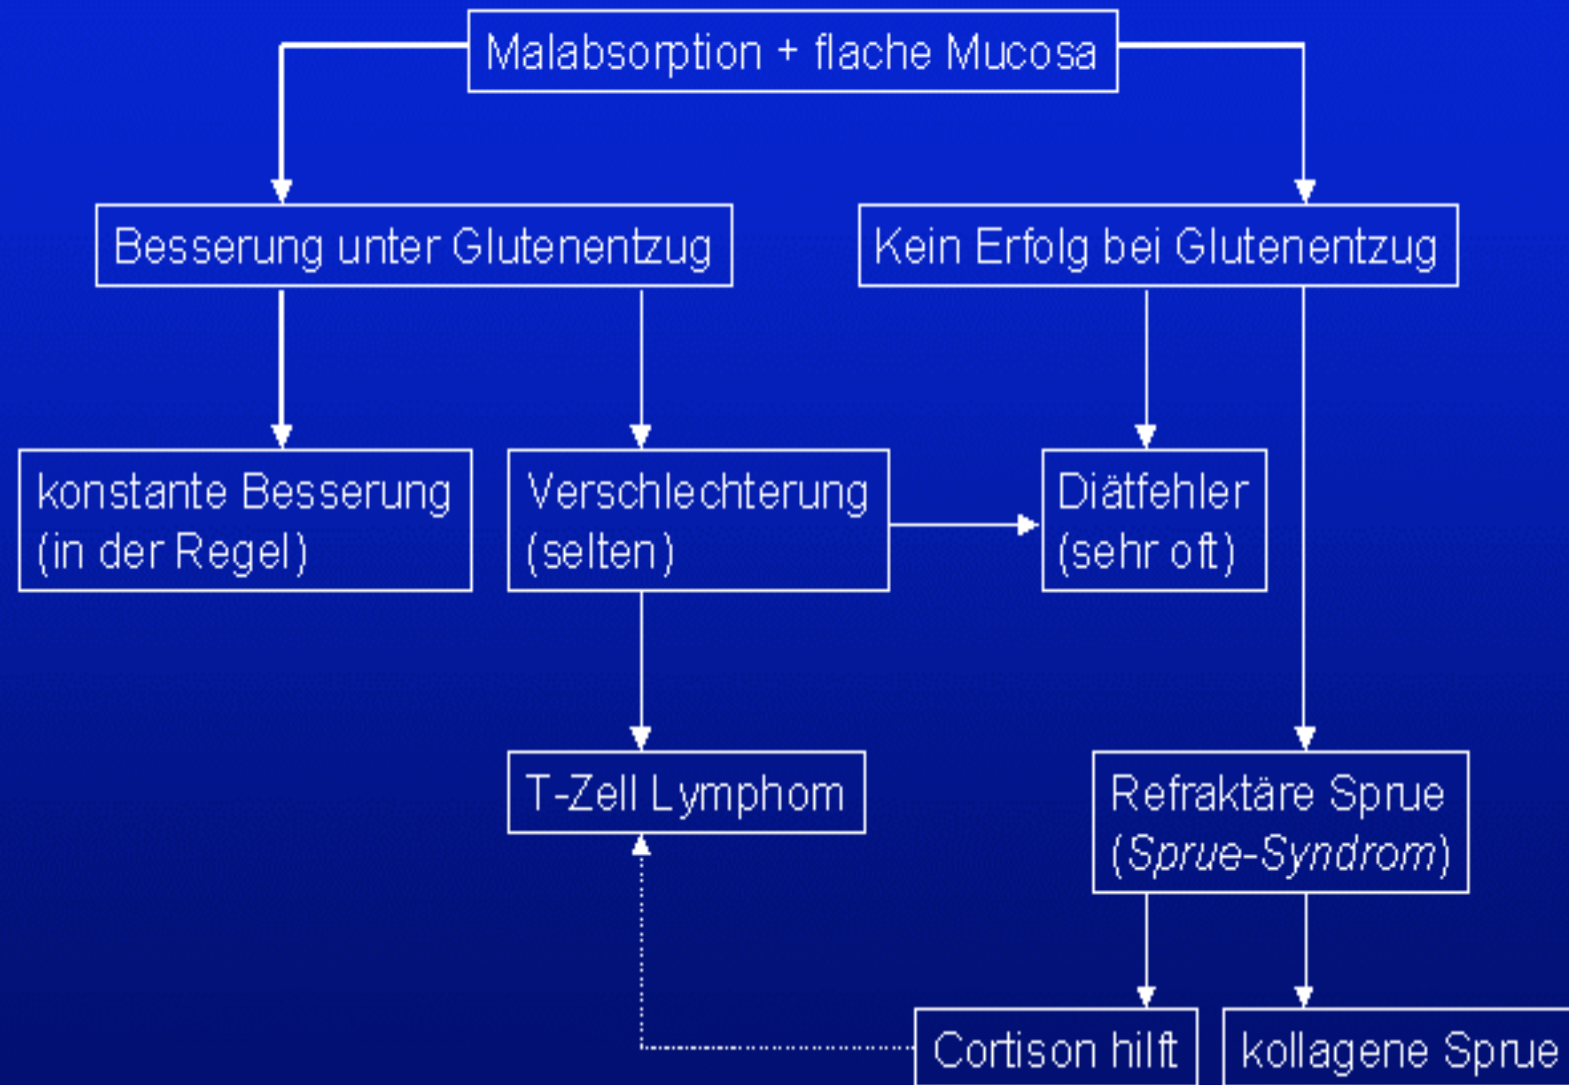 Malabsorption + flache Mucosa
Besserung unter Glutenentzug
Kein Erfolg bei Glutenentzug
konstante Besserung
(in der Regel)
Verschlechterung
(selten)
Diätfehler
(sehr oft)
T-Zell Lymphom
Refraktäre Sprue
(Sprue-Syndrom)
Cortison hilft
kollagene Sprue